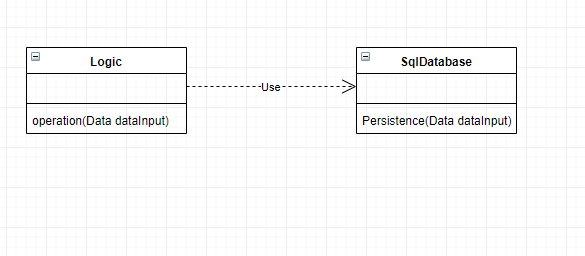 Logic
operation(Data dataInput)
Use
SqlDatabase
Persistence(Data dataInput)